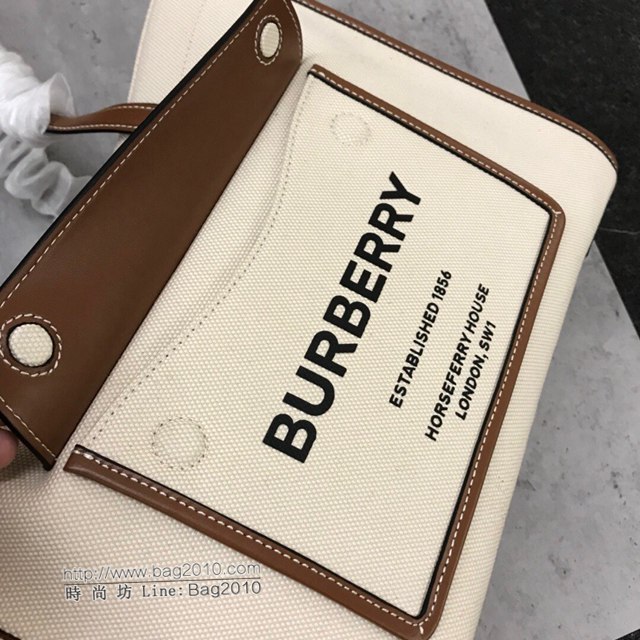 BURBERRY
ESTABLISHED 1856
HORSEFERRY HOUSE
LONDON, SW1
http://www.bag2010.com
時尚坊 Line: Bag2010